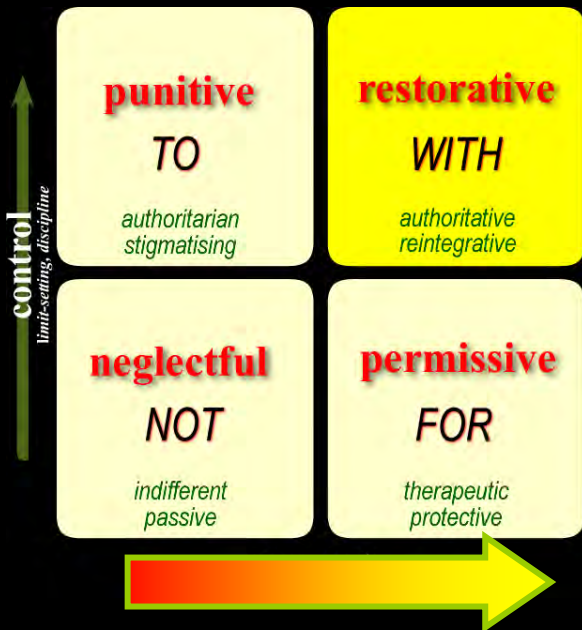 punitive
TO
authoritarian
stigmatising
restorative
WITH
authoritative
reintegrative
control
limit-setting, discipline
neglectful
NOT
indifferent
passive
permissive
FOR
therapeutic
protective